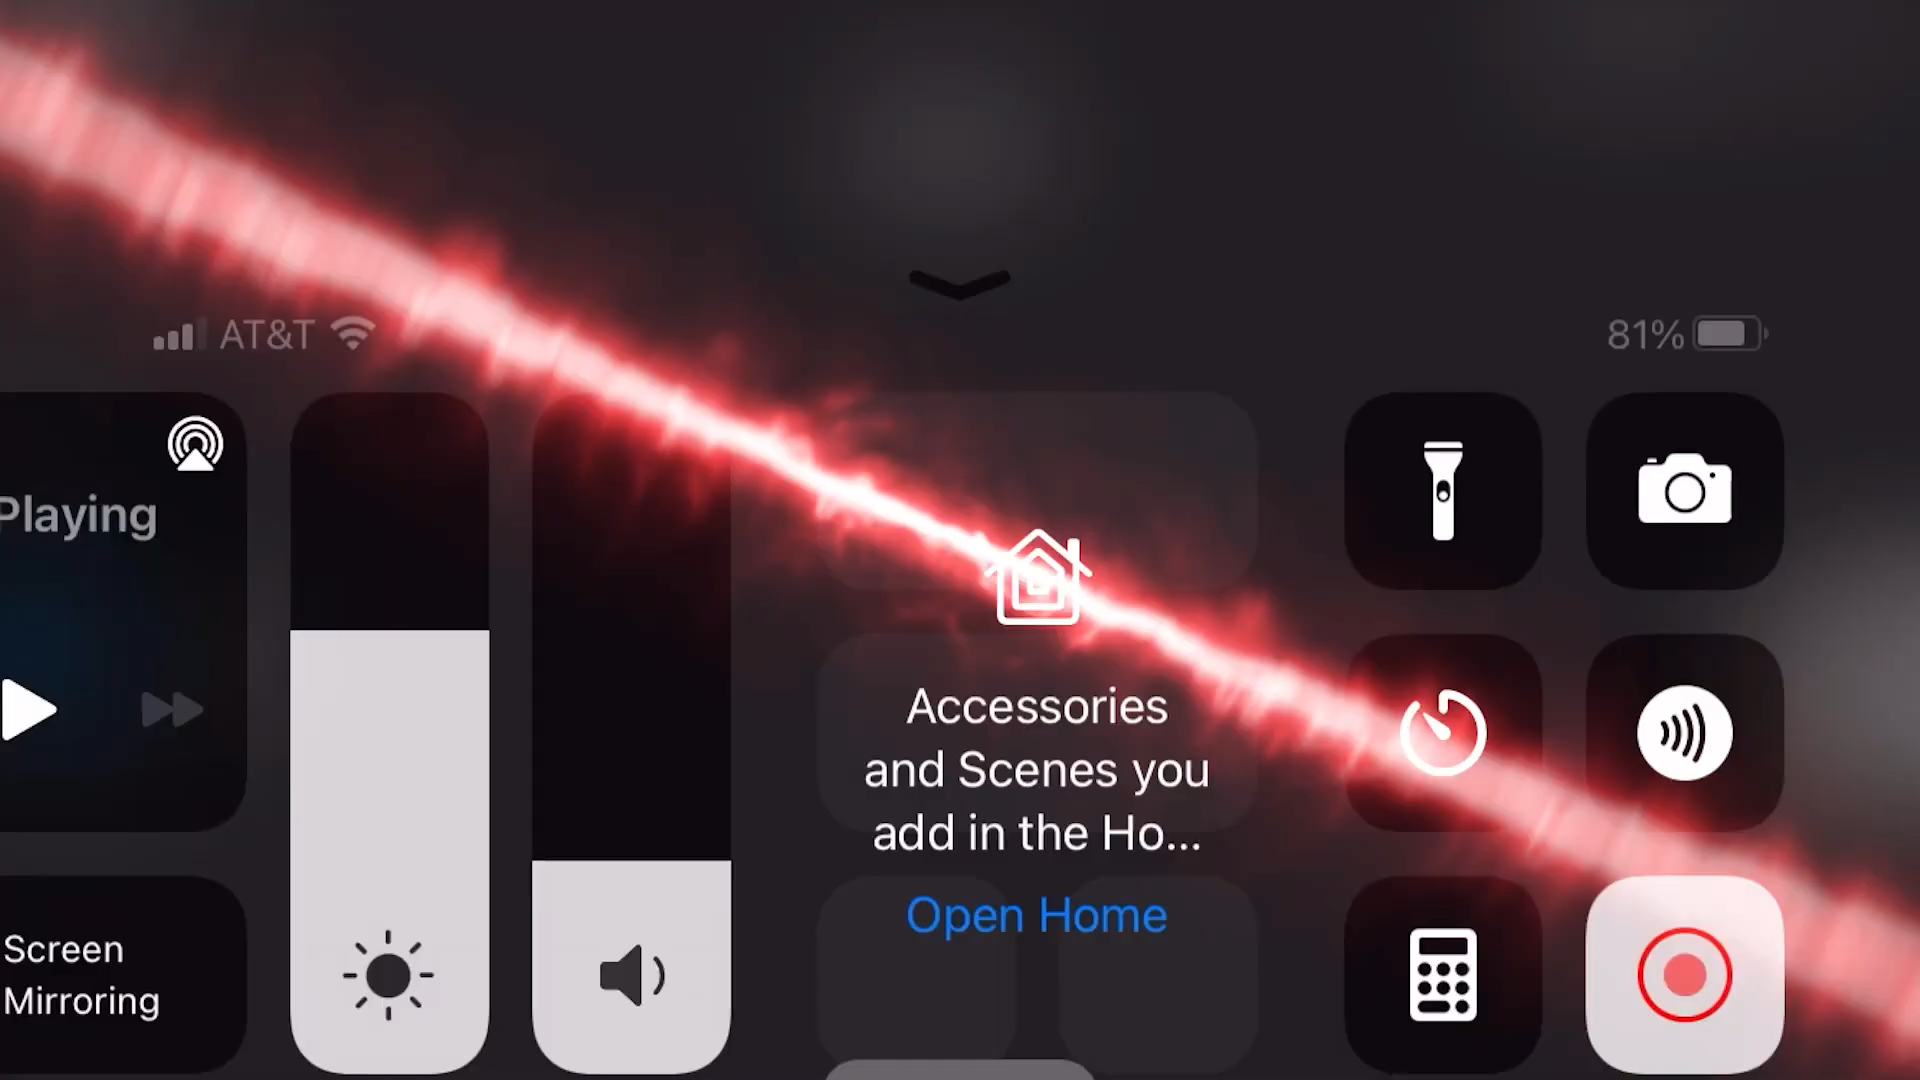 AT&T
81%
Playing
Accessories
and Scenes you
add in the Ho...
Open Home
Screen
Mirroring